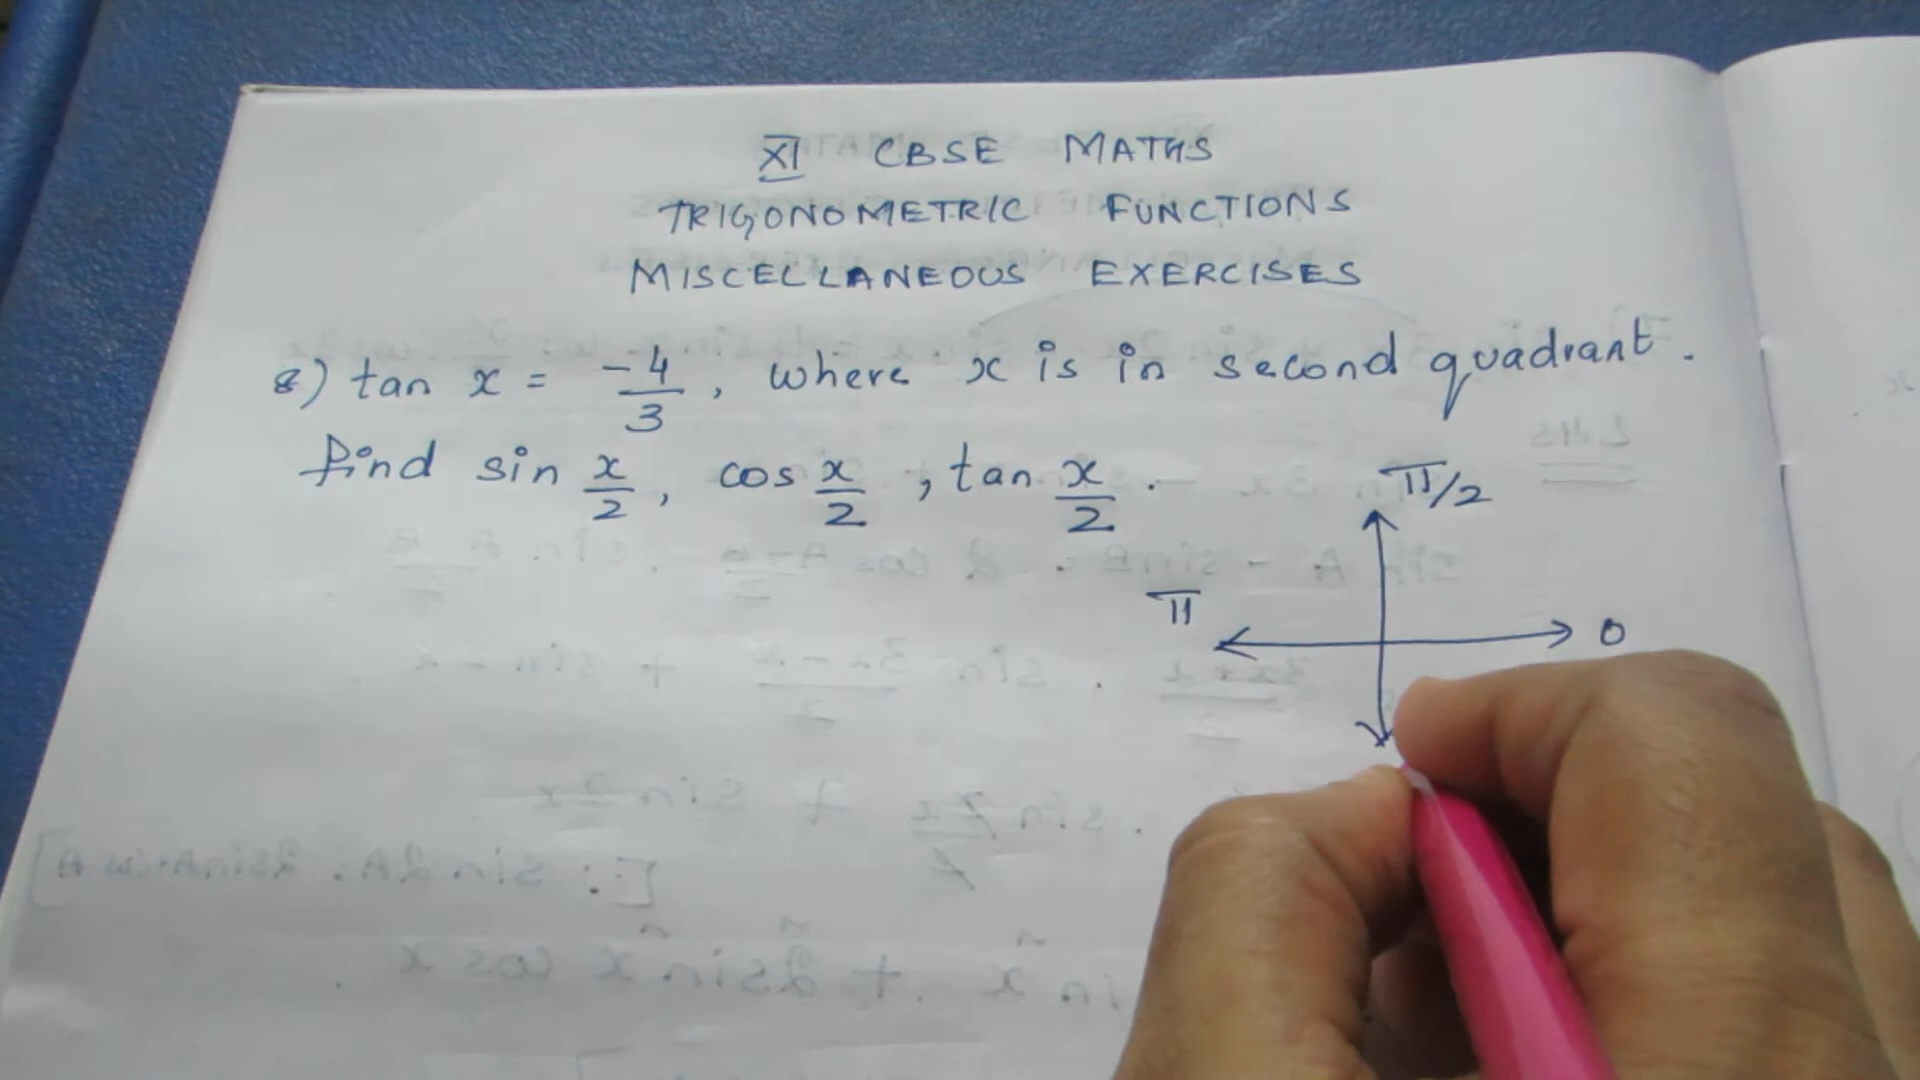 XI CBSE MATHS
TRIGONOMETRIC FUNCTIONS
MISCELLANEOUS EXERCISES
8) tan x = -4/3, where x is in second quadrant.
find sin x/2, cos x/2, tan x/2.
π/2
π
0